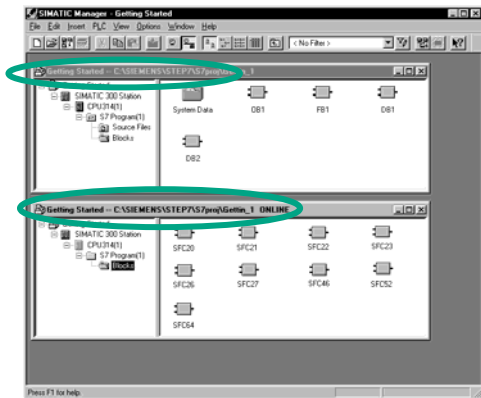 SIMATIC Manager - Getting Started
File Edit Insert PLC View Options Window Help
< No Filter >
Getting Started -- C:\SIEMENS\STEP7\S7proj\Gettin_1
SIMATIC 300 Station
CPU314(1)
S7 Program(1)
Source Files
Blocks
System Data OB1 FB1 DB1
DB2
Getting Started -- C:\SIEMENS\STEP7\S7proj\Gettin_1 ONLINE
SIMATIC 300 Station
CPU314(1)
S7 Program(1)
Blocks
SFC20 SFC21 SFC22 SFC23
SFC26 SFC27 SFC46 SFC52
SFC64
Press F1 for help.